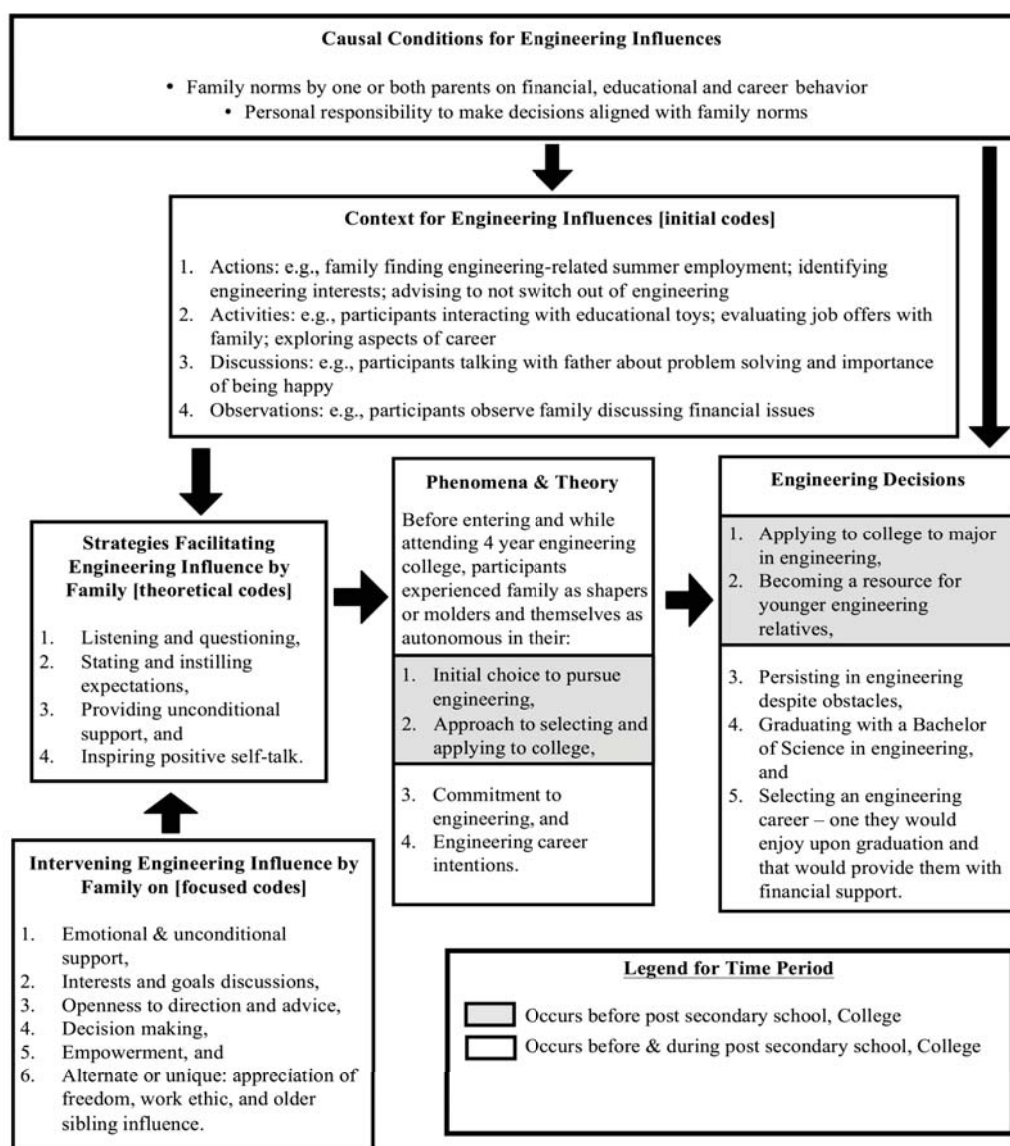 Causal Conditions for Engineering Influences
• Family norms by one or both parents on financial, educational and career behavior
• Personal responsibility to make decisions aligned with family norms
Context for Engineering Influences [initial codes]
1. Actions: e.g., family finding engineering-related summer employment; identifying
engineering interests; advising to not switch out of engineering
2. Activities: e.g., participants interacting with educational toys; evaluating job offers with
family; exploring aspects of career
3. Discussions: e.g., participants talking with father about problem solving and importance
of being happy
4. Observations: e.g., participants observe family discussing financial issues
Strategies Facilitating
Engineering Influence by
Family [theoretical codes]
1. Listening and questioning,
2. Stating and instilling
expectations,
3. Providing unconditional
support, and
4. Inspiring positive self-talk.
Phenomena & Theory
Before entering and while
attending 4 year engineering
college, participants
experienced family as shapers
or molders and themselves as
autonomous in their:
1. Initial choice to pursue
engineering,
2. Approach to selecting and
applying to college,
3. Commitment to
engineering, and
4. Engineering career
intentions.
Engineering Decisions
1. Applying to college to major
in engineering,
2. Becoming a resource for
younger engineering
relatives,
3. Persisting in engineering
despite obstacles,
4. Graduating with a Bachelor
of Science in engineering,
and
5. Selecting an engineering
career – one they would
enjoy upon graduation and
that would provide them with
financial support.
Intervening Engineering Influence by
Family on [focused codes]
1. Emotional & unconditional
support,
2. Interests and goals discussions,
3. Openness to direction and advice,
4. Decision making,
5. Empowerment, and
6. Alternate or unique: appreciation of
freedom, work ethic, and older
sibling influence.
Legend for Time Period
Occurs before post secondary school, College
Occurs before & during post secondary school, College